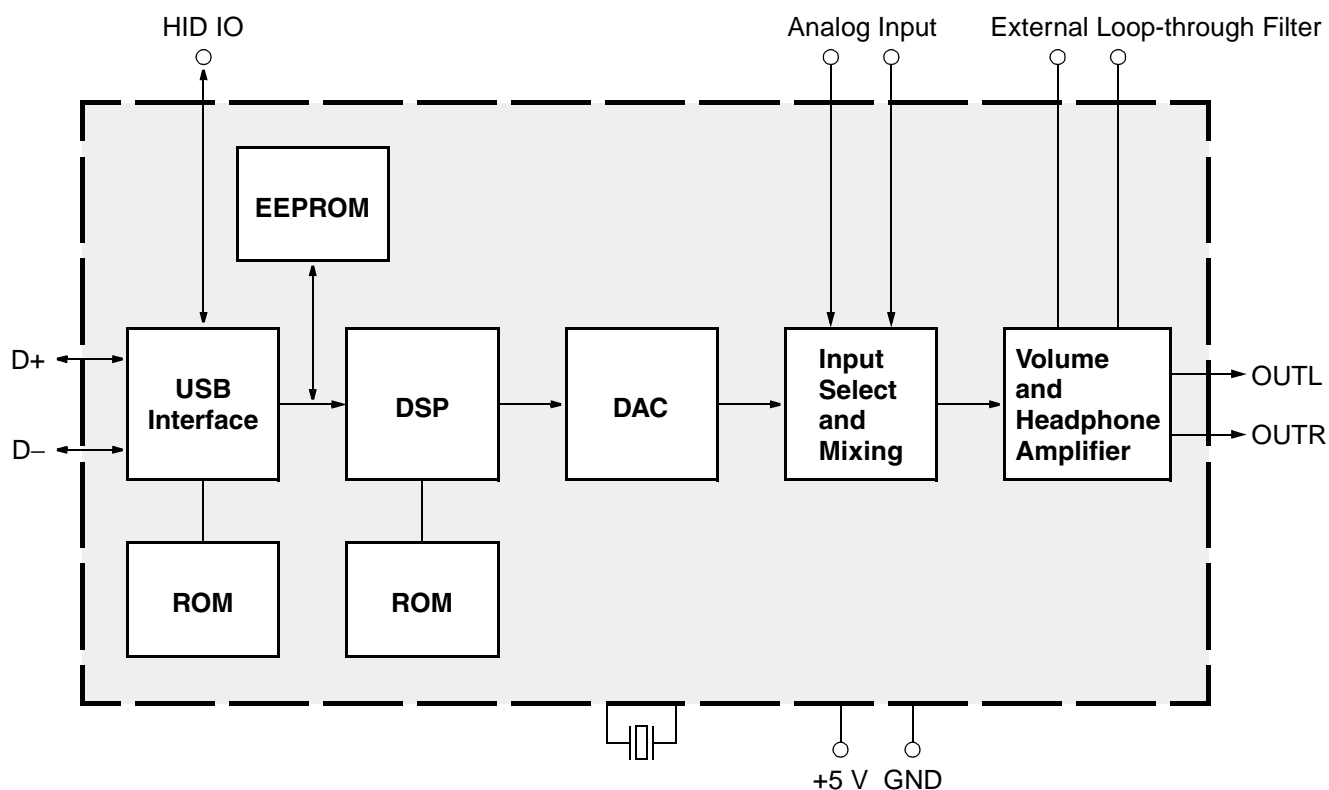 HID IO
Analog Input
External Loop-through Filter
EEPROM
D+
D–
USB
Interface
DSP
DAC
Input
Select
and
Mixing
Volume
and
Headphone
Amplifier
OUTL
OUTR
ROM
ROM
+5 V
GND